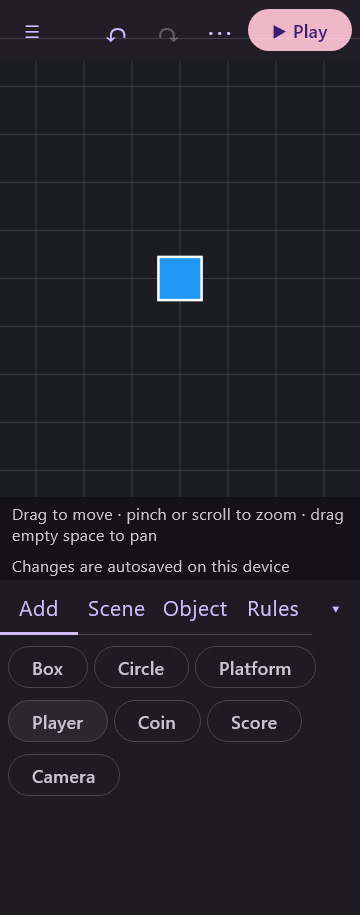 Play
Drag to move · pinch or scroll to zoom · drag
empty space to pan
Changes are autosaved on this device
Add Scene Object Rules
Box Circle Platform
Player Coin Score
Camera